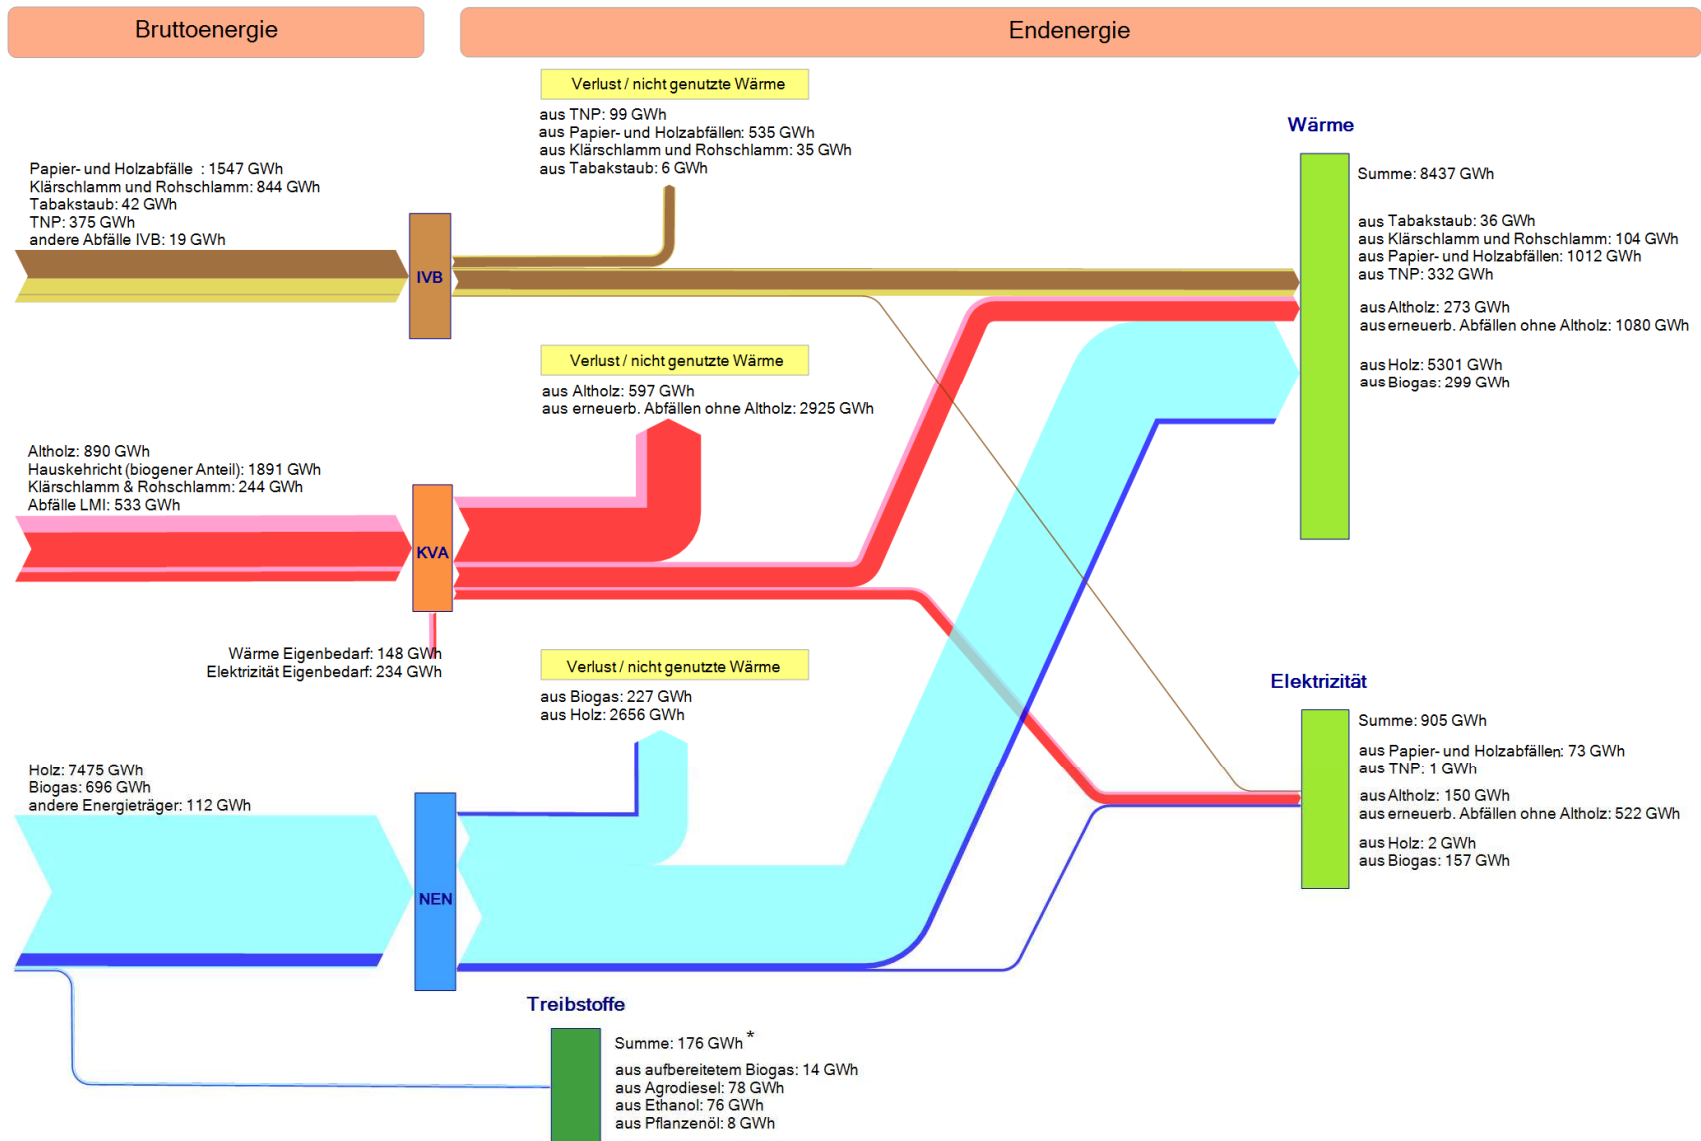 Bruttoenergie
Endenergie
Verlust / nicht genutzte Wärme
aus TNP: 99 GWh
aus Papier- und Holzabfällen: 535 GWh
aus Klärschlamm und Rohschlamm: 35 GWh
aus Tabakstaub: 6 GWh
Papier- und Holzabfälle : 1547 GWh
Klärschlamm und Rohschlamm: 844 GWh
Tabakstaub: 42 GWh
TNP: 375 GWh
andere Abfälle IVB: 19 GWh
IVB
Wärme
Summe: 8437 GWh
aus Tabakstaub: 36 GWh
aus Klärschlamm und Rohschlamm: 104 GWh
aus Papier- und Holzabfällen: 1012 GWh
aus TNP: 332 GWh
aus Altholz: 273 GWh
aus erneuerb. Abfällen ohne Altholz: 1080 GWh
aus Holz: 5301 GWh
aus Biogas: 299 GWh
Verlust / nicht genutzte Wärme
aus Altholz: 597 GWh
aus erneuerb. Abfällen ohne Altholz: 2925 GWh
Altholz: 890 GWh
Hauskehricht (biogener Anteil): 1891 GWh
Klärschlamm & Rohschlamm: 244 GWh
Abfälle LMI: 533 GWh
KVA
Wärme Eigenbedarf: 148 GWh
Elektrizität Eigenbedarf: 234 GWh
Verlust / nicht genutzte Wärme
aus Biogas: 227 GWh
aus Holz: 2656 GWh
Elektrizität
Summe: 905 GWh
aus Papier- und Holzabfällen: 73 GWh
aus TNP: 1 GWh
aus Altholz: 150 GWh
aus erneuerb. Abfällen ohne Altholz: 522 GWh
aus Holz: 2 GWh
aus Biogas: 157 GWh
Holz: 7475 GWh
Biogas: 696 GWh
andere Energieträger: 112 GWh
NEN
Treibstoffe
Summe: 176 GWh *
aus aufbereitetem Biogas: 14 GWh
aus Agrodiesel: 78 GWh
aus Ethanol: 76 GWh
aus Pflanzenöl: 8 GWh